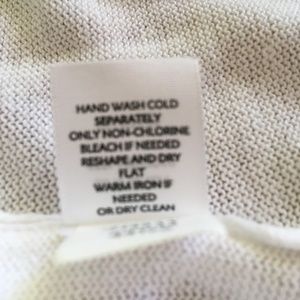 HAND WASH COLD
SEPARATELY
ONLY NON-CHLORINE
BLEACH IF NEEDED
RESHAPE AND DRY
FLAT
WARM IRON IF
NEEDED
OR DRY CLEAN